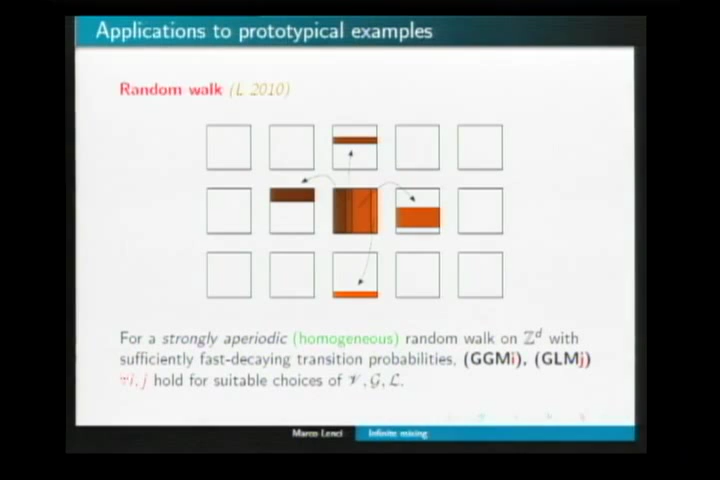 Applications to prototypical examples
Random walk (L 2010)
For a strongly aperiodic (homogeneous) random walk on ℤᵈ with
sufficiently fast-decaying transition probabilities, (GGMi), (GLMj)
∀i, j hold for suitable choices of 𝒱, 𝒢, ℒ.
Marco Lenci Infinite mixing